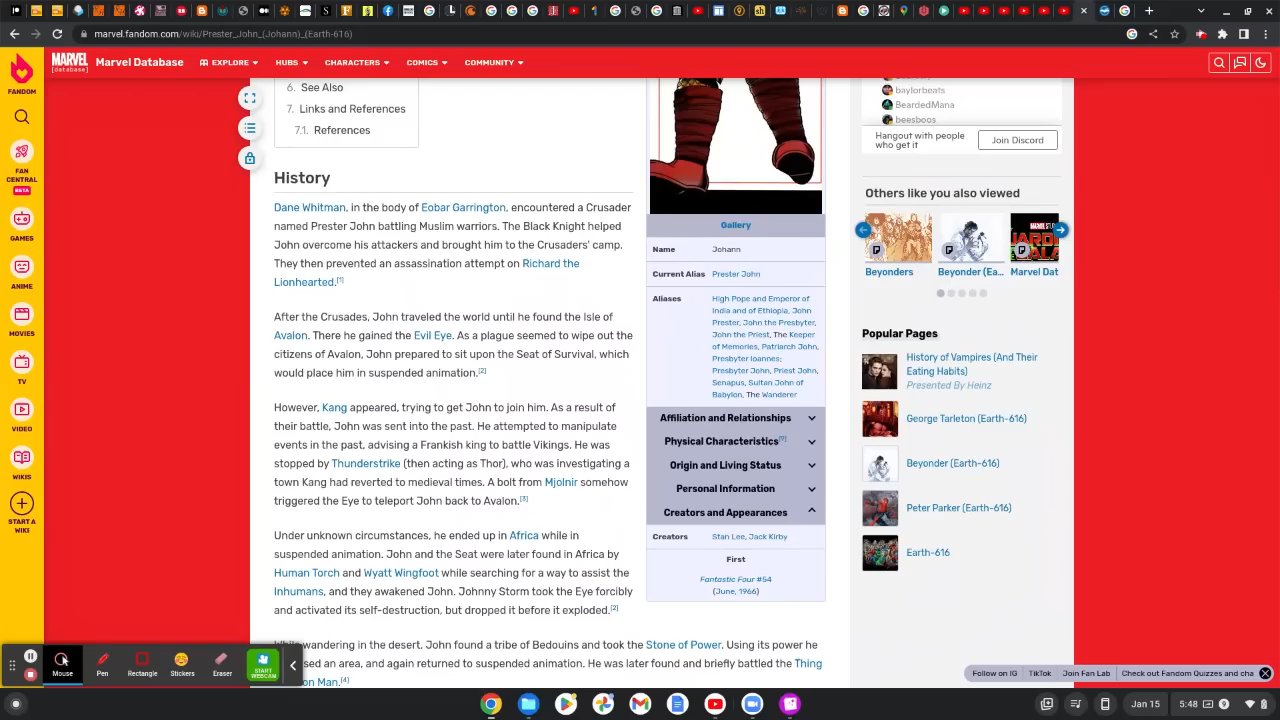 marvel.fandom.com/wiki/Prester_John_(Johann)_(Earth-616)
MARVEL
[database]
Marvel Database
EXPLORE
HUBS
CHARACTERS
COMICS
COMMUNITY
FANDOM
FAN CENTRAL
BETA
GAMES
ANIME
MOVIES
TV
VIDEO
WIKIS
START A WIKI
6. See Also
7. Links and References
7.1. References
History
Dane Whitman, in the body of Eobar Garrington, encountered a Crusader
named Prester John battling Muslim warriors. The Black Knight helped
John overcome his attackers and brought him to the Crusaders' camp.
They then prevented an assassination attempt on Richard the
Lionhearted.[1]
After the Crusades, John traveled the world until he found the Isle of
Avalon. There he gained the Evil Eye. As a plague seemed to wipe out the
citizens of Avalon, John prepared to sit upon the Seat of Survival, which
would place him in suspended animation.[2]
However, Kang appeared, trying to get John to join him. As a result of
their battle, John was sent into the past. He attempted to manipulate
events in the past, advising a Frankish king to battle Vikings. He was
stopped by Thunderstrike (then acting as Thor), who was investigating a
town Kang had reverted to medieval times. A bolt from Mjolnir somehow
triggered the Eye to teleport John back to Avalon.[3]
Under unknown circumstances, he ended up in Africa while in
suspended animation. John and the Seat were later found in Africa by
Human Torch and Wyatt Wingfoot while searching for a way to assist the
Inhumans, and they awakened John. Johnny Storm took the Eye forcibly
and activated its self-destruction, but dropped it before it exploded.[2]
wandering in the desert, John found a tribe of Bedouins and took the Stone of Power. Using its power he
sed an area, and again returned to suspended animation. He was later found and briefly battled the Thing
on Man.[4]
Gallery
Name Johann
Current Alias Prester John
Aliases High Pope and Emperor of
India and of Ethiopia, John
Prester, John the Presbyter,
John the Priest, The Keeper
of Memories, Patriarch John,
Presbyter Ioannes;
Presbyter John, Priest John,
Senapus, Sultan John of
Babylon, The Wanderer
Affiliation and Relationships
Physical Characteristics[?]
Origin and Living Status
Personal Information
Creators and Appearances
Creators Stan Lee, Jack Kirby
First
Fantastic Four #54
(June, 1966)
baylorbeats
BeardedMana
beesboos
Hangout with people
who get it
Join Discord
Others like you also viewed
Beyonders
Beyonder (Ea...
Marvel Dat
Popular Pages
History of Vampires (And Their
Eating Habits)
Presented By Heinz
George Tarleton (Earth-616)
Beyonder (Earth-616)
Peter Parker (Earth-616)
Earth-616
Mouse
Pen
Rectangle
Stickers
Eraser
START
WEBCAM
Follow on IG
TikTok
Join Fan Lab
Check out Fandom Quizzes and cha
Jan 15
5:48